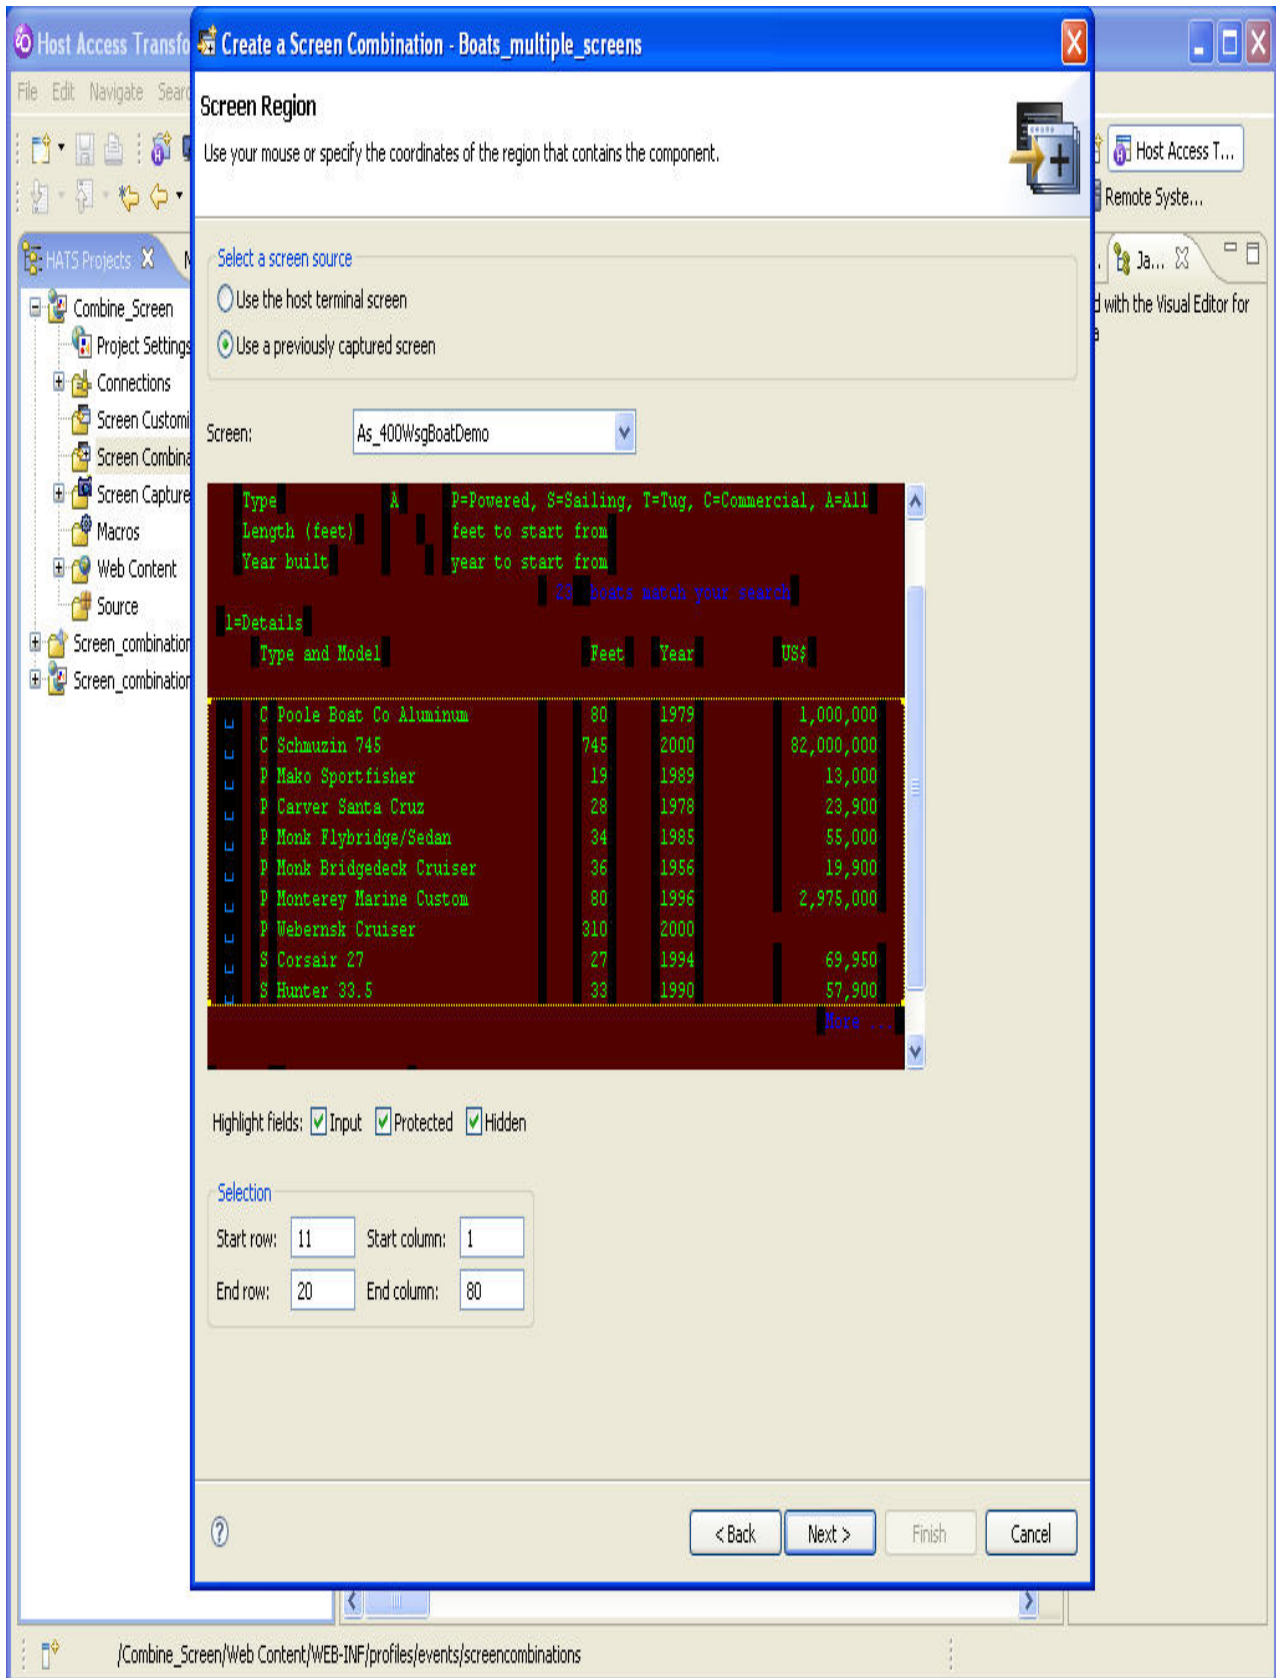 Host Access Transfo
Create a Screen Combination - Boats_multiple_screens
File Edit Navigate Searc
Screen Region
Use your mouse or specify the coordinates of the region that contains the component.
Host Access T...
Remote Syste...
HATS Projects
Ja...
d with the Visual Editor for
a
Combine_Screen
Project Settings
Connections
Screen Customi
Screen Combina
Screen Capture
Macros
Web Content
Source
Screen_combination
Screen_combination
Select a screen source
Use the host terminal screen
Use a previously captured screen
Screen: As_400WsgBoatDemo
Type A P=Powered, S=Sailing, T=Tug, C=Commercial, A=All
Length (feet) feet to start from
Year built year to start from
28 boats match your search
1=Details
Type and Model Feet Year US$
C Poole Boat Co Aluminum 80 1979 1,000,000
C Schmuzin 745 745 2000 82,000,000
P Mako Sportfisher 19 1989 13,000
P Carver Santa Cruz 28 1978 23,900
P Monk Flybridge/Sedan 34 1985 55,000
P Monk Bridgedeck Cruiser 36 1956 19,900
P Monterey Marine Custom 80 1996 2,975,000
P Webernsk Cruiser 310 2000
S Corsair 27 27 1994 69,950
S Hunter 33.5 33 1990 57,900
More ...
Highlight fields: Input Protected Hidden
Selection
Start row: 11 Start column: 1
End row: 20 End column: 80
? < Back Next > Finish Cancel
/Combine_Screen/Web Content/WEB-INF/profiles/events/screencombinations